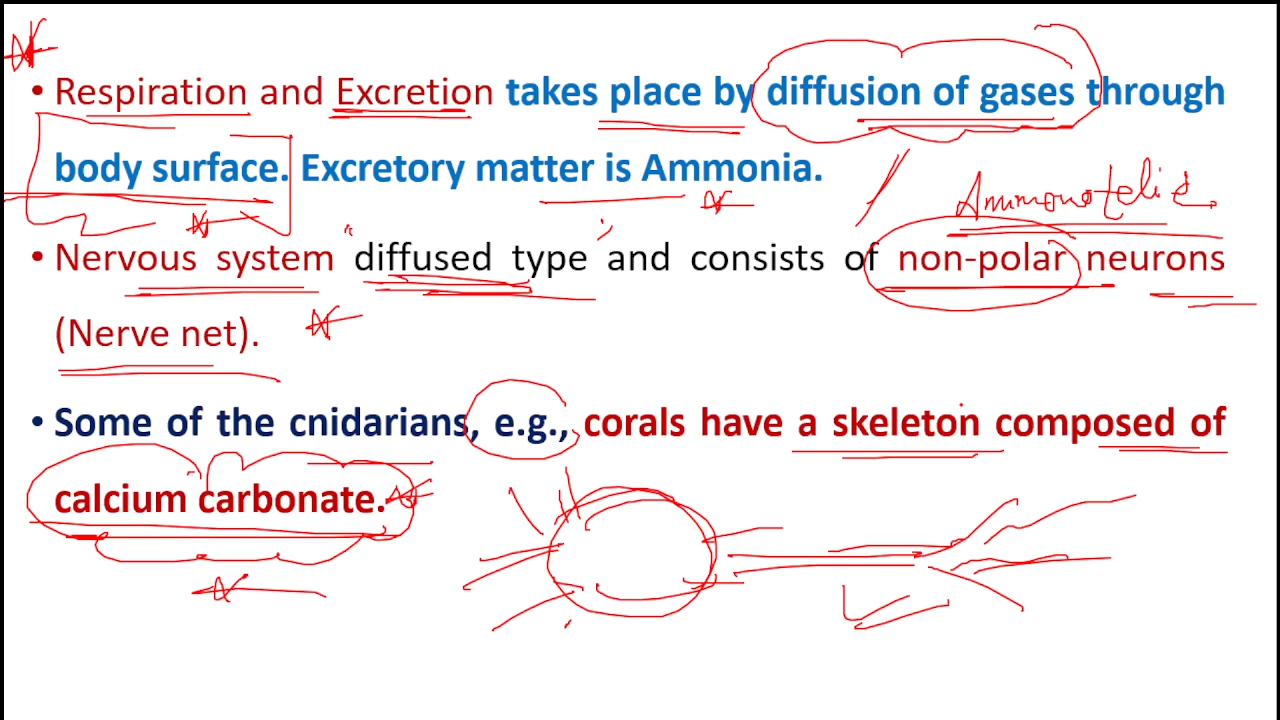 • Respiration and Excretion takes place by diffusion of gases through
body surface. Excretory matter is Ammonia.
Ammonotelic
• Nervous system diffused type and consists of non-polar neurons
(Nerve net).
• Some of the cnidarians, e.g., corals have a skeleton composed of
calcium carbonate.